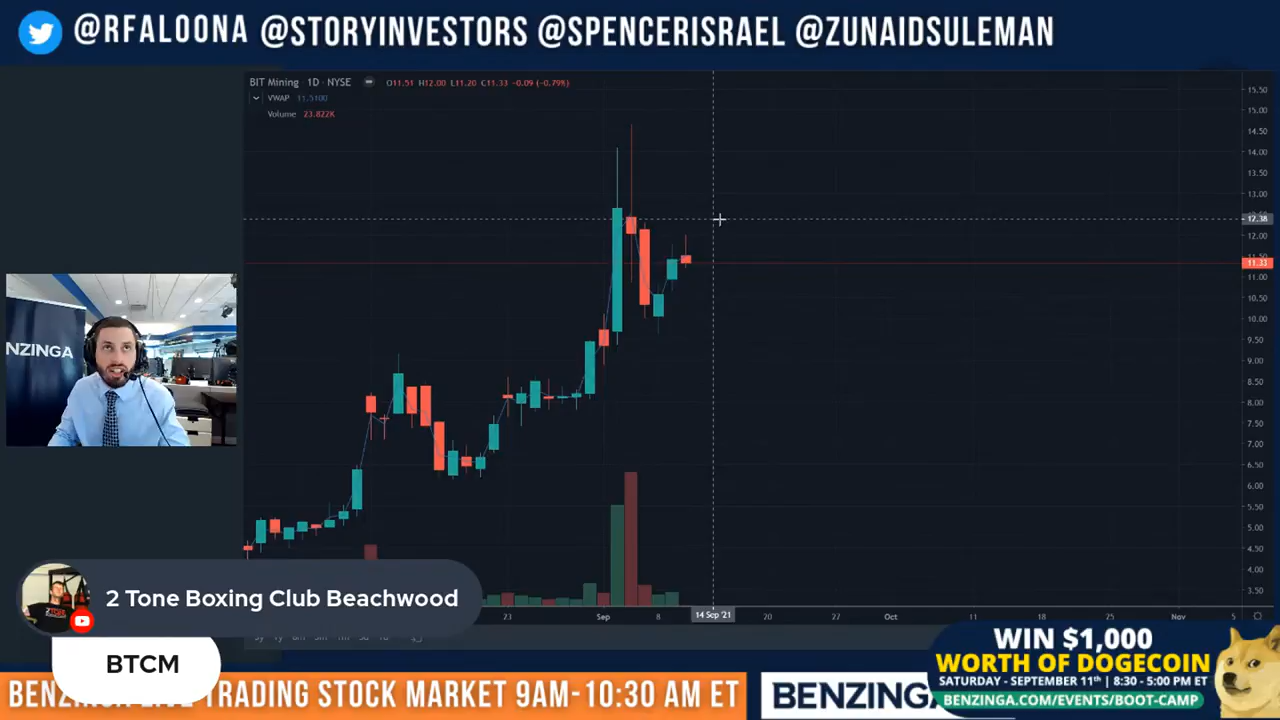 @RFALOONA @STORYINVESTORS @SPENCERISRAEL @ZUNAIDSULEMAN
BIT Mining · 1D · NYSE O11.51 H12.00 L11.20 C11.33 -0.09 (-0.79%)
VWAP 11.5100
Volume 23.822K
15.50
15.00
14.50
14.00
13.50
13.00
12.38
12.00
11.33
11.00
10.50
10.00
9.50
9.00
8.50
8.00
7.50
7.00
6.50
6.00
5.50
5.00
4.50
4.00
3.50
NZINGA
23 Sep 8 14 Sep '21 20 27 Oct 11 18 25 Nov 5
2 Tone Boxing Club Beachwood
BTCM
WIN $1,000
WORTH OF DOGECOIN
SATURDAY - SEPTEMBER 11th | 8:30 - 5:00 PM ET
BENZINGA.COM/EVENTS/BOOT-CAMP
BENZINGA LIVE TRADING STOCK MARKET 9AM-10:30 AM ET
BENZINGA